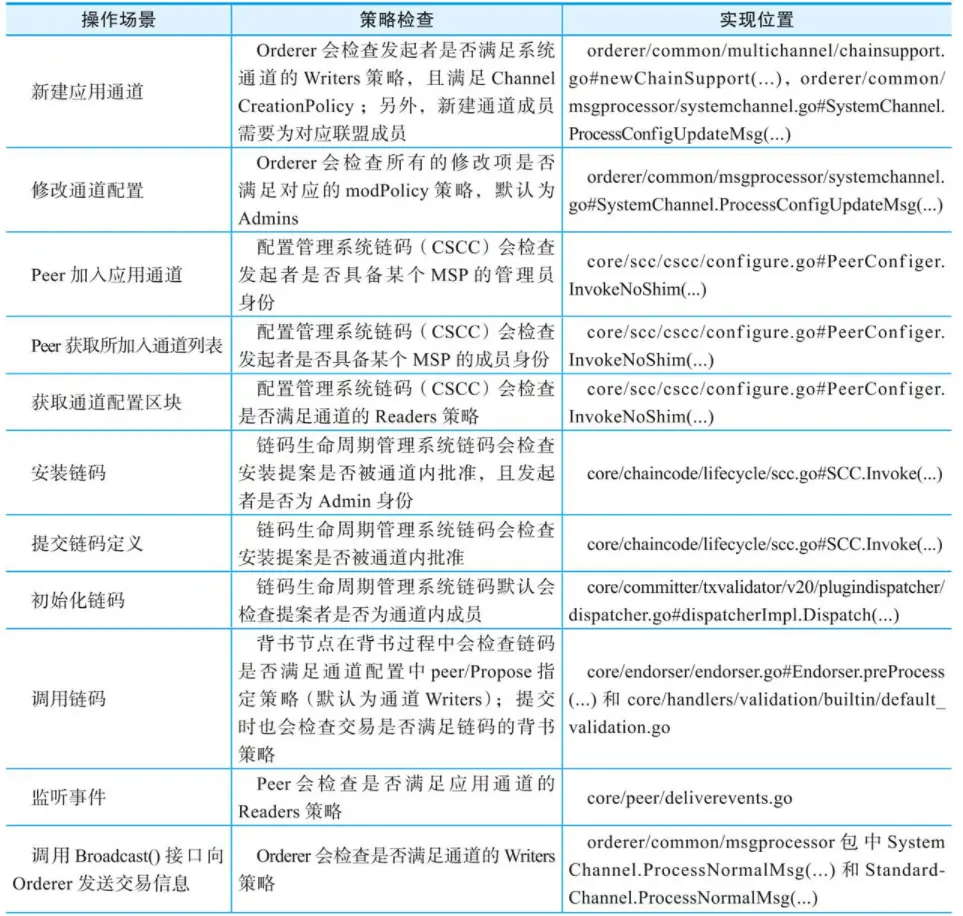 操作场景 策略检查 实现位置
新建应用通道
Orderer 会检查发起者是否满足系统
通道的 Writers 策略，且满足 Channel
CreationPolicy；另外，新建通道成员
需要为对应联盟成员
orderer/common/multichannel/chainsupport.
go#newChainSupport(...)，orderer/common/
msgprocessor/systemchannel.go#SystemChannel.
ProcessConfigUpdateMsg(...)
修改通道配置
Orderer 会检查所有的修改项是否
满足对应的 modPolicy 策略，默认为
Admins
orderer/common/msgprocessor/systemchannel.
go#SystemChannel.ProcessConfigUpdateMsg(...)
Peer 加入应用通道
配置管理系统链码（CSCC）会检查
发起者是否具备某个 MSP 的管理员
身份
core/scc/cscc/configure.go#PeerConfiger.
InvokeNoShim(...)
Peer 获取所加入通道列表
配置管理系统链码（CSCC）会检查
发起者是否具备某个 MSP 的成员身份
core/scc/cscc/configure.go#PeerConfiger.
InvokeNoShim(...)
获取通道配置区块
配置管理系统链码（CSCC）会检查
是否满足通道的 Readers 策略
core/scc/cscc/configure.go#PeerConfiger.
InvokeNoShim(...)
安装链码
链码生命周期管理系统链码会检查
安装提案是否被通道内批准，且发起
者是否为 Admin 身份
core/chaincode/lifecycle/scc.go#SCC.Invoke(...)
提交链码定义
链码生命周期管理系统链码会检查
安装提案是否被通道内批准
core/chaincode/lifecycle/scc.go#SCC.Invoke(...)
初始化链码
链码生命周期管理系统链码默认会
检查提案者是否为通道内成员
core/committer/txvalidator/v20/plugindispatcher/
dispatcher.go#dispatcherImpl.Dispatch(...)
调用链码
背书节点在背书过程中会检查链码
是否满足通道配置中 peer/Propose 指
定策略（默认为通道 Writers）；提交
时也会检查交易是否满足链码的背书
策略
core/endorser/endorser.go#Endorser.preProcess
(...) 和 core/handlers/validation/builtin/default_
validation.go
监听事件
Peer 会检查是否满足应用通道的
Readers 策略
core/peer/deliverevents.go
调用 Broadcast() 接口向
Orderer 发送交易信息
Orderer 会检查是否满足通道的 Writers
策略
orderer/common/msgprocessor 包中 System
Channel.ProcessNormalMsg(...) 和 Standard-
Channel.ProcessNormalMsg(...)